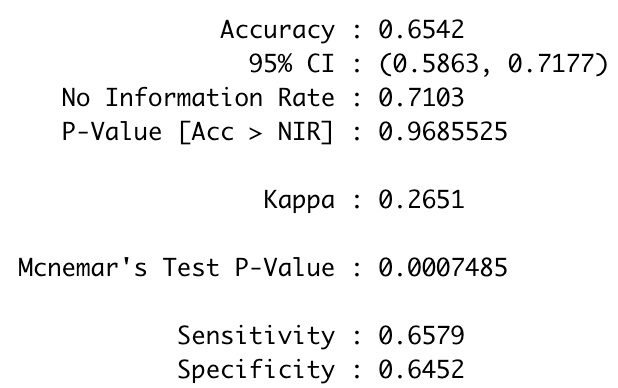 Accuracy : 0.6542
95% CI : (0.5863, 0.7177)
No Information Rate : 0.7103
P-Value [Acc > NIR] : 0.9685525
Kappa : 0.2651
Mcnemar's Test P-Value : 0.0007485
Sensitivity : 0.6579
Specificity : 0.6452